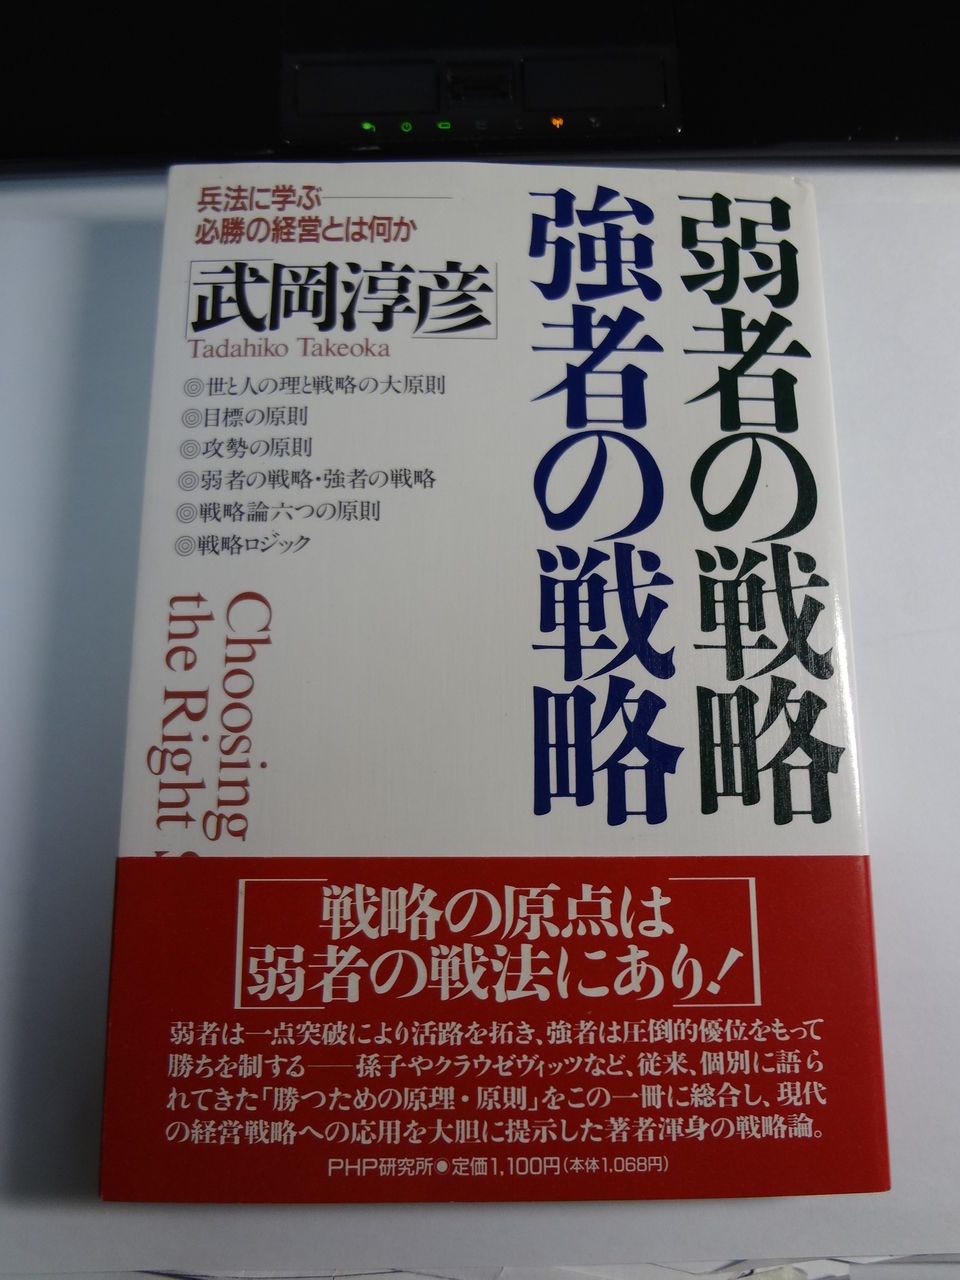 弱者の戦略
強者の戦略
兵法に学ぶ──
必勝の経営とは何か
「武岡淳彦」
Tadahiko Takeoka
◎世と人の理と戦略の大原則
◎目標の原則
◎攻勢の原則
◎弱者の戦略・強者の戦略
◎戦略論六つの原則
◎戦略ロジック
Choosing
the Right S
戦略の原点は
弱者の戦法にあり!
弱者は一点突破により活路を拓き、強者は圧倒的優位をもって
勝ちを制する──孫子やクラウゼヴィッツなど、従来、個別に語ら
れてきた「勝つための原理・原則」をこの一冊に総合し、現代
の経営戦略への応用を大胆に提示した著者渾身の戦略論。
PHP研究所●定価1,100円(本体1,068円)